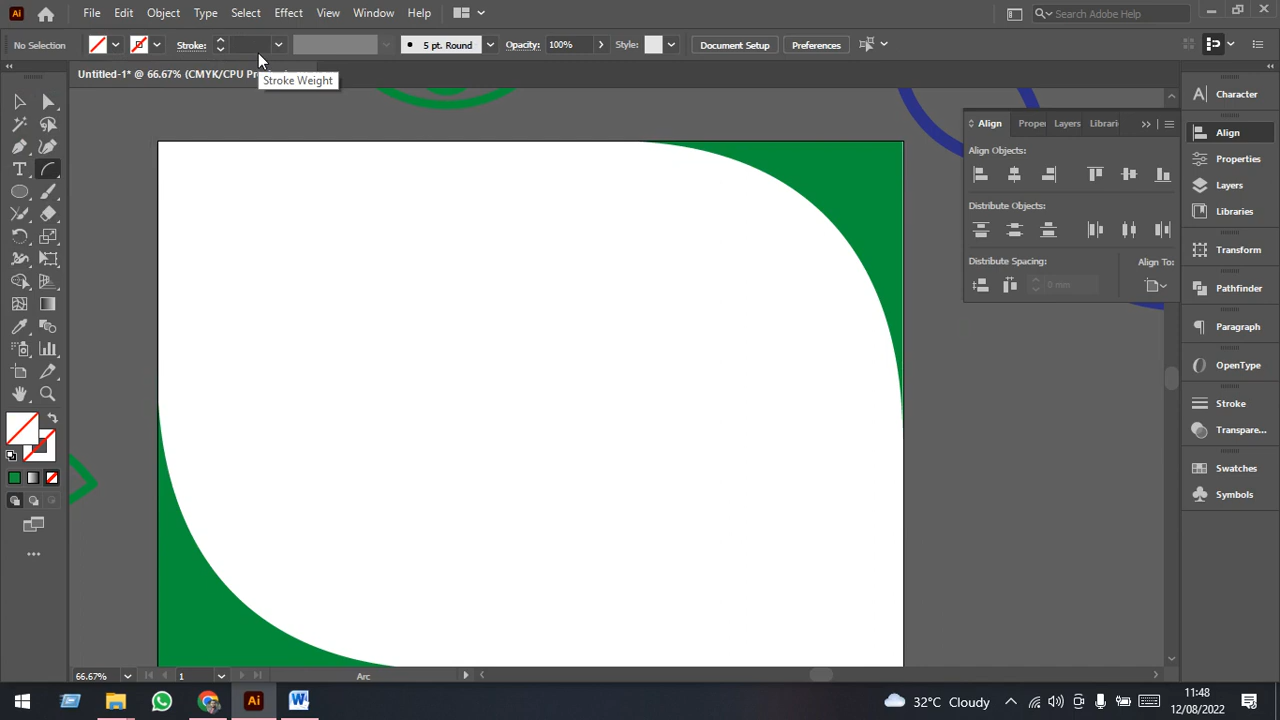 Ai File Edit Object Type Select Effect View Window Help Search Adobe Help
No Selection Stroke: 5 pt. Round Opacity: 100% Style: Document Setup Preferences
Untitled-1* @ 66.67% (CMYK/CPU
Stroke Weight
Align Layers
Align Objects:
Distribute Objects:
Distribute Spacing: Align To:
0 mm
Character
Align
Properties
Layers
Libraries
Transform
Pathfinder
Paragraph
OpenType
Stroke
Transpare...
Swatches
Symbols
66.67% 1 Arc
Ai 32°C Cloudy 11:48
12/08/2022